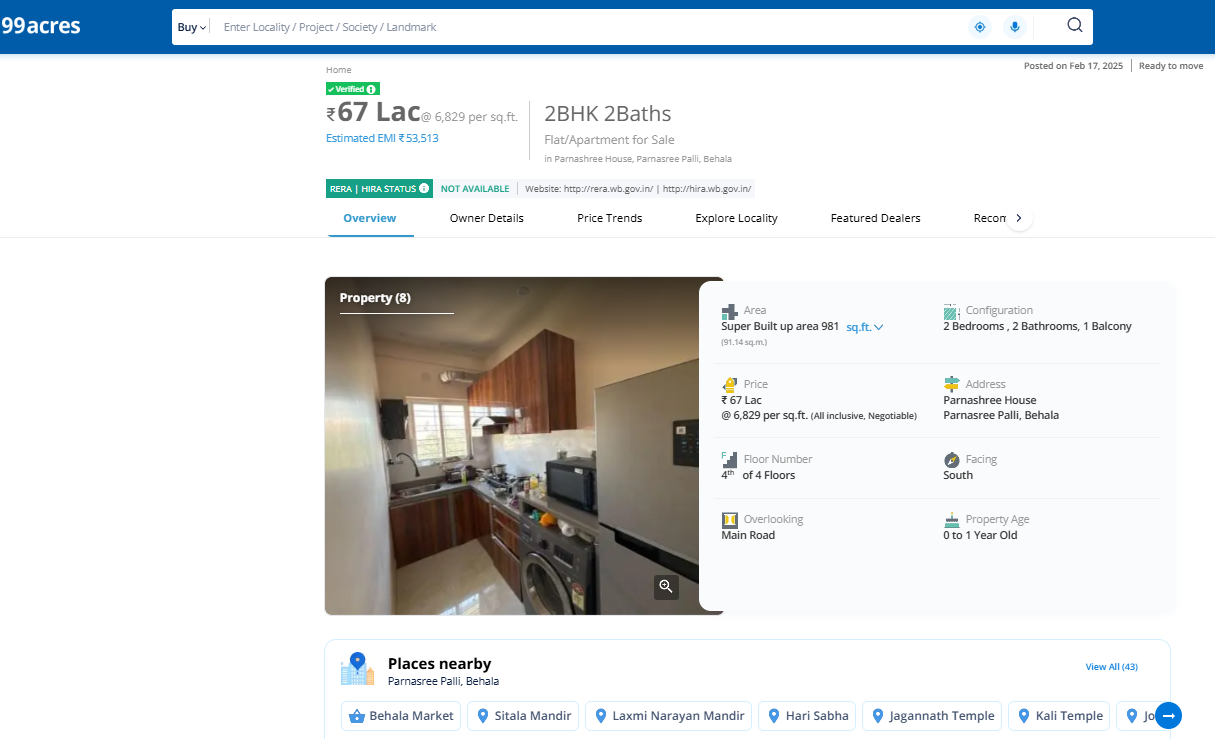 99acres
Buy
Enter Locality / Project / Society / Landmark
Posted on Feb 17, 2025 | Ready to move
Home
Verified
₹67 Lac @ 6,829 per sq.ft.
Estimated EMI ₹53,513
2BHK 2Baths
Flat/Apartment for Sale
in Parnashree House, Parnasree Palli, Behala
RERA | HIRA STATUS NOT AVAILABLE Website: http://rera.wb.gov.in/ | http://hira.wb.gov.in/
Overview Owner Details Price Trends Explore Locality Featured Dealers Recom
Property (8)
Area
Super Built up area 981 sq.ft.
(91.14 sq.m.)
Configuration
2 Bedrooms , 2 Bathrooms, 1 Balcony
Price
₹ 67 Lac
@ 6,829 per sq.ft. (All inclusive, Negotiable)
Address
Parnashree House
Parnasree Palli, Behala
Floor Number
4th of 4 Floors
Facing
South
Overlooking
Main Road
Property Age
0 to 1 Year Old
Places nearby
Parnasree Palli, Behala
View All (43)
Behala Market Sitala Mandir Laxmi Narayan Mandir Hari Sabha Jagannath Temple Kali Temple Jo